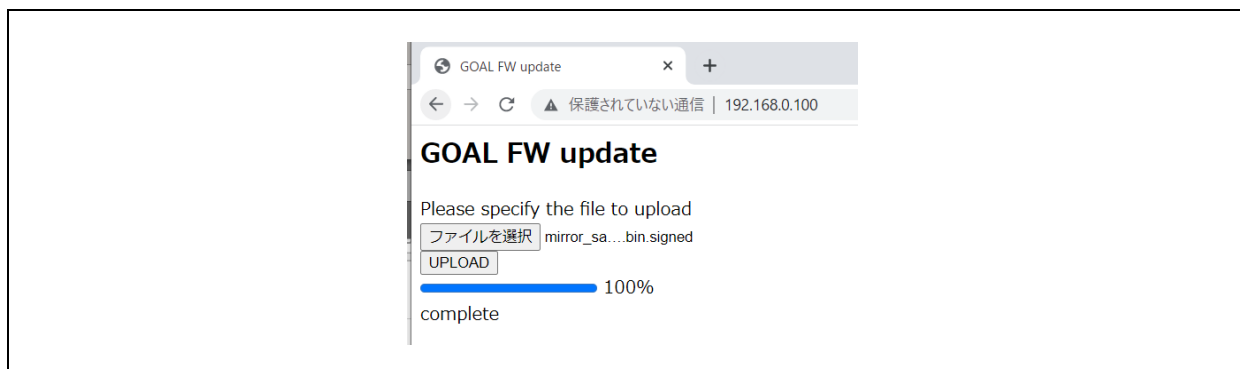 GOAL FW update
保護されていない通信 | 192.168.0.100
GOAL FW update
Please specify the file to upload
ファイルを選択 mirror_sa....bin.signed
UPLOAD
100%
complete